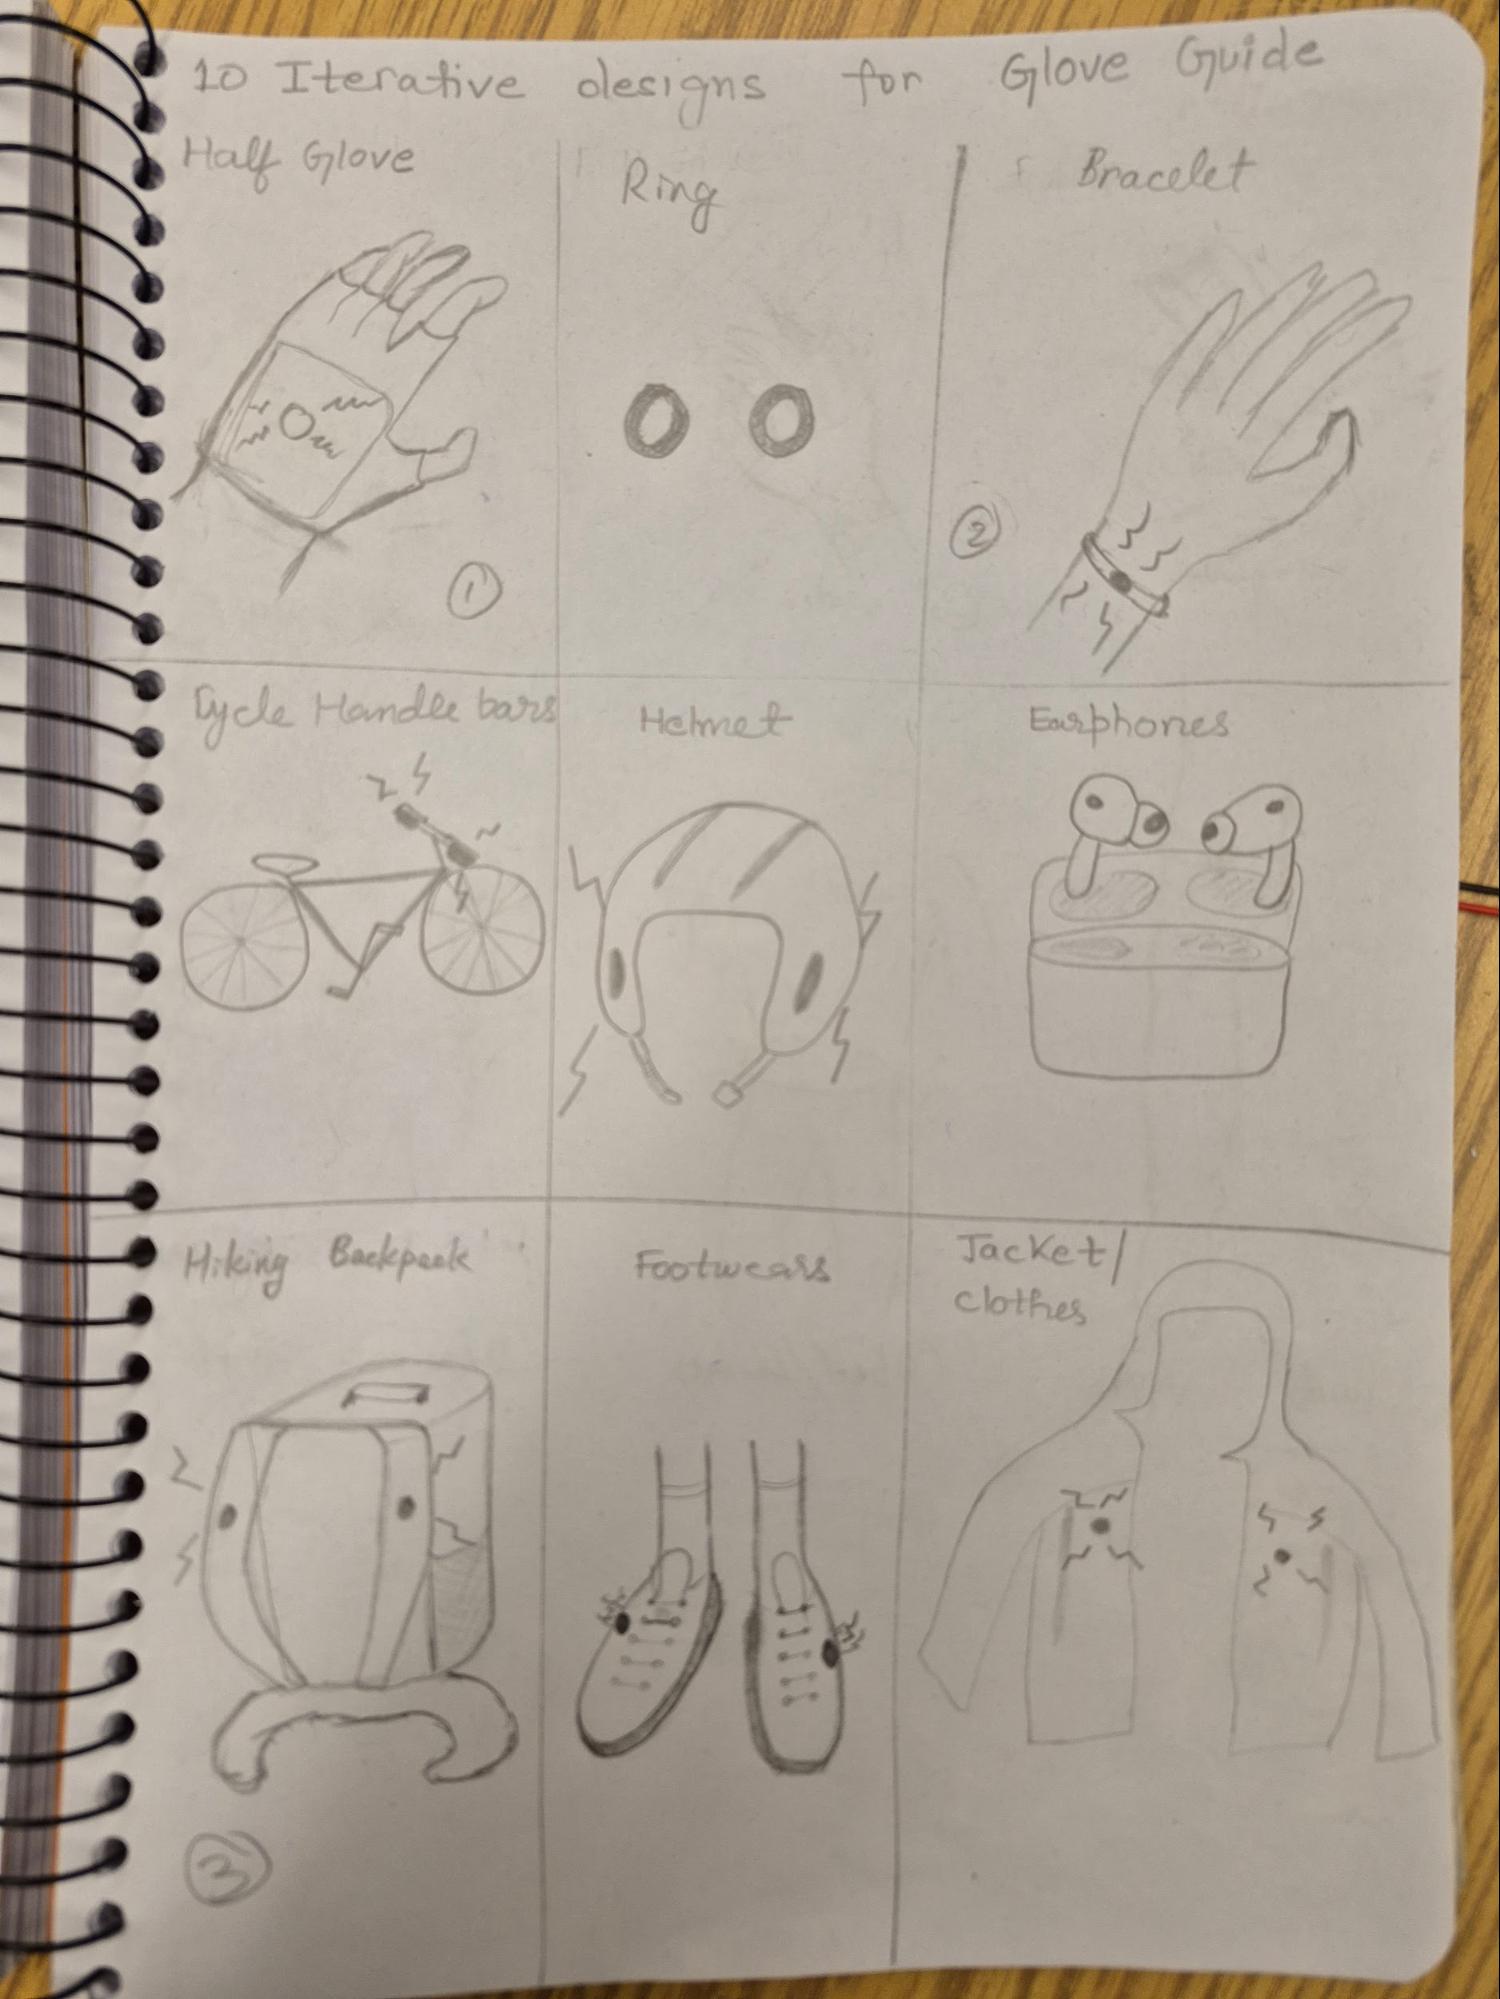 10 Iterative designs for Glove Guide
Half Glove
Ring
Bracelet
1
2
Cycle Handle bars
Helmet
Earphones
Hiking Backpack
Footwears
Jacket/
clothes
3